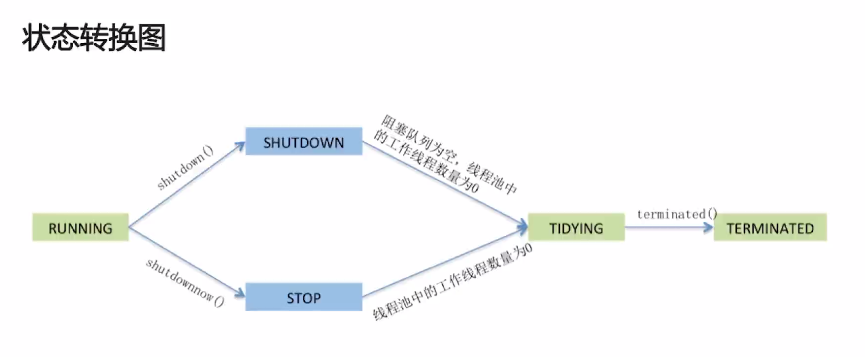 状态转换图
SHUTDOWN
阻塞队列为空，线程池中
的工作线程数量为0
shutdown()
RUNNING
TIDYING
terminated()
TERMINATED
shutdownnow()
STOP
线程池中的工作线程数量为0